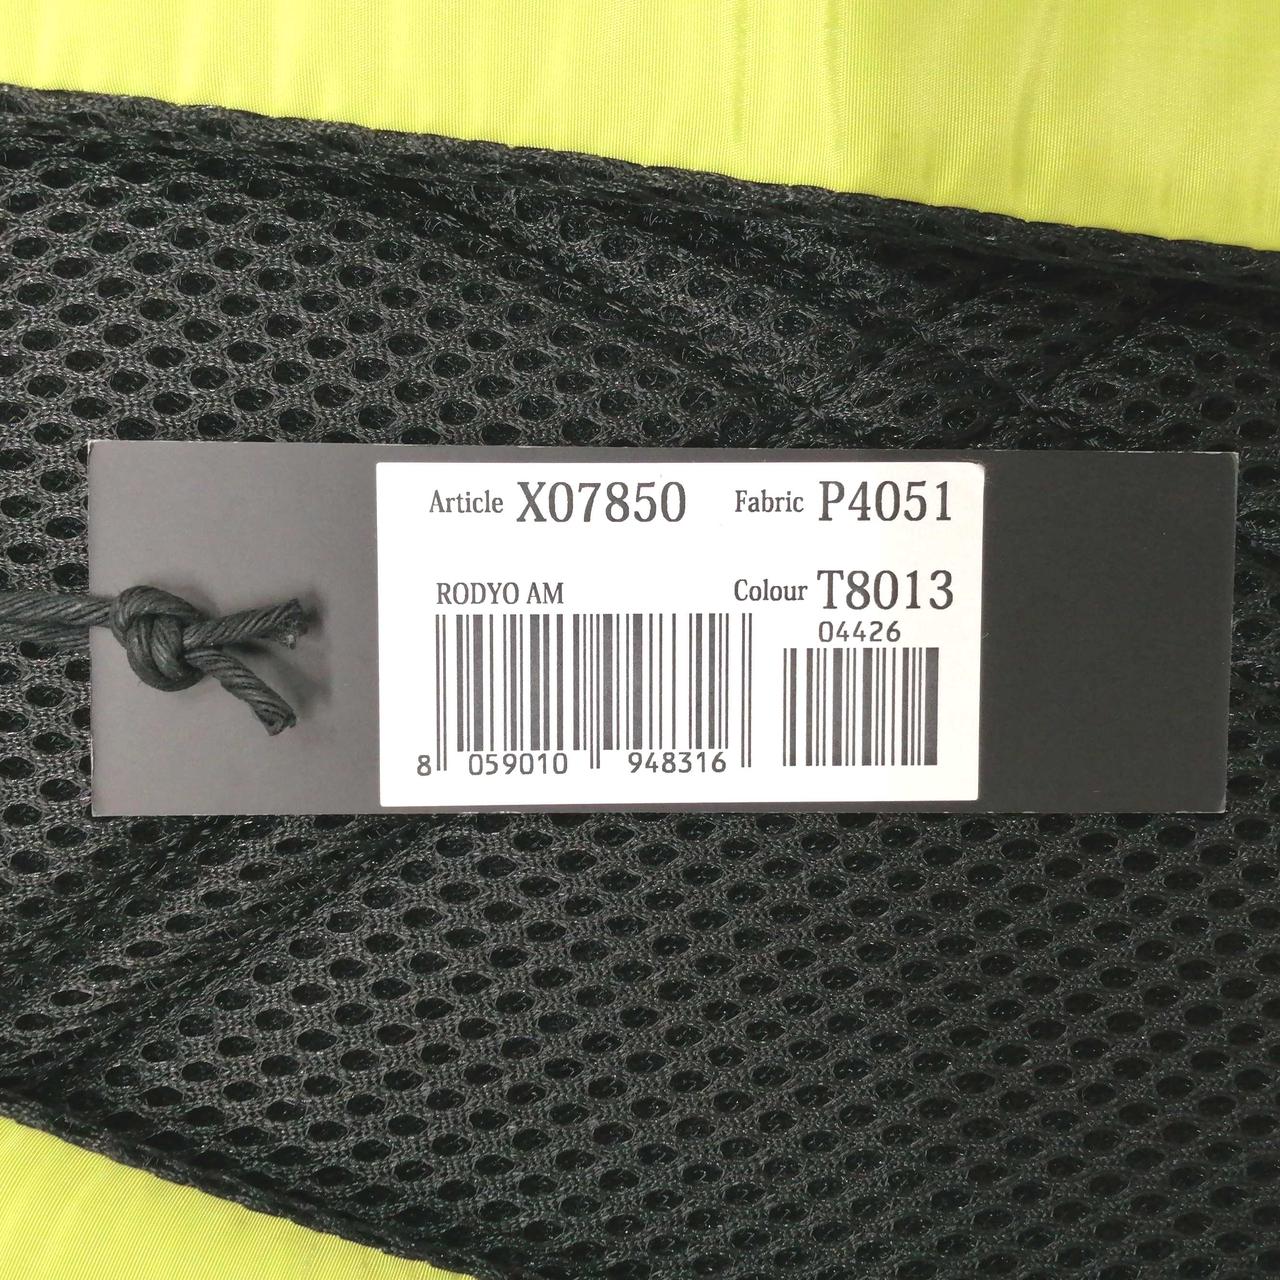 Article X07850 Fabric P4051
RODYO AM Colour T8013
04426
8 059010 948316